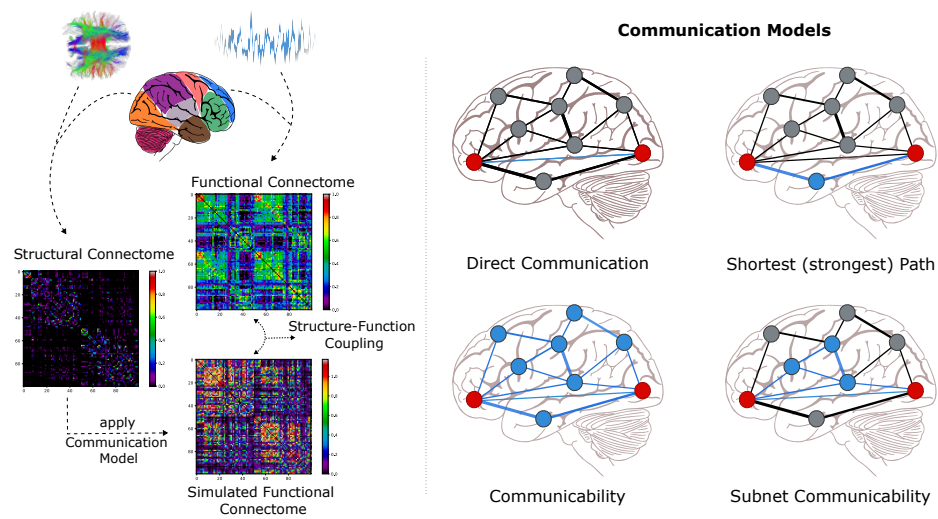 Communication Models
Functional Connectome
Structural Connectome
Structure-Function
Coupling
apply
Communication
Model
Simulated Functional
Connectome
Direct Communication
Shortest (strongest) Path
Communicability
Subnet Communicability